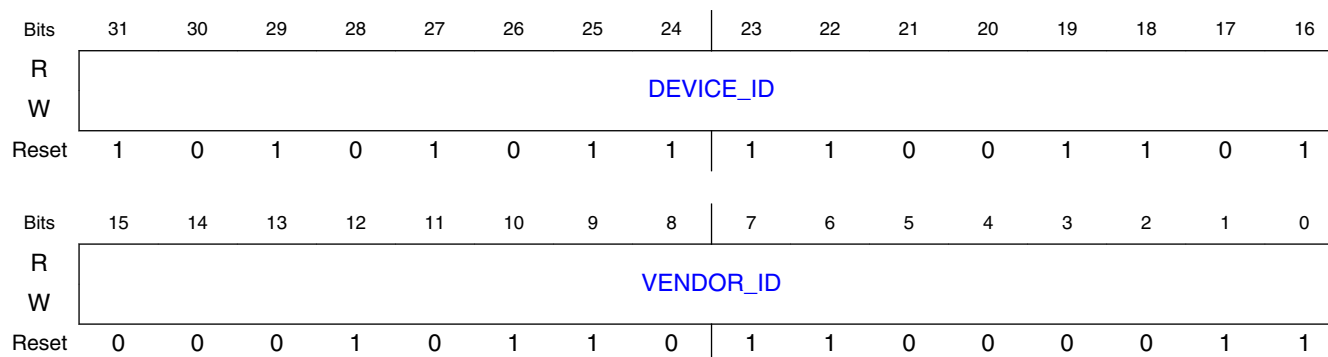 Bits 31 30 29 28 27 26 25 24 23 22 21 20 19 18 17 16
R
DEVICE_ID
W
Reset 1 0 1 0 1 0 1 1 1 1 0 0 1 1 0 1
Bits 15 14 13 12 11 10 9 8 7 6 5 4 3 2 1 0
R
VENDOR_ID
W
Reset 0 0 0 1 0 1 1 0 1 1 0 0 0 0 1 1